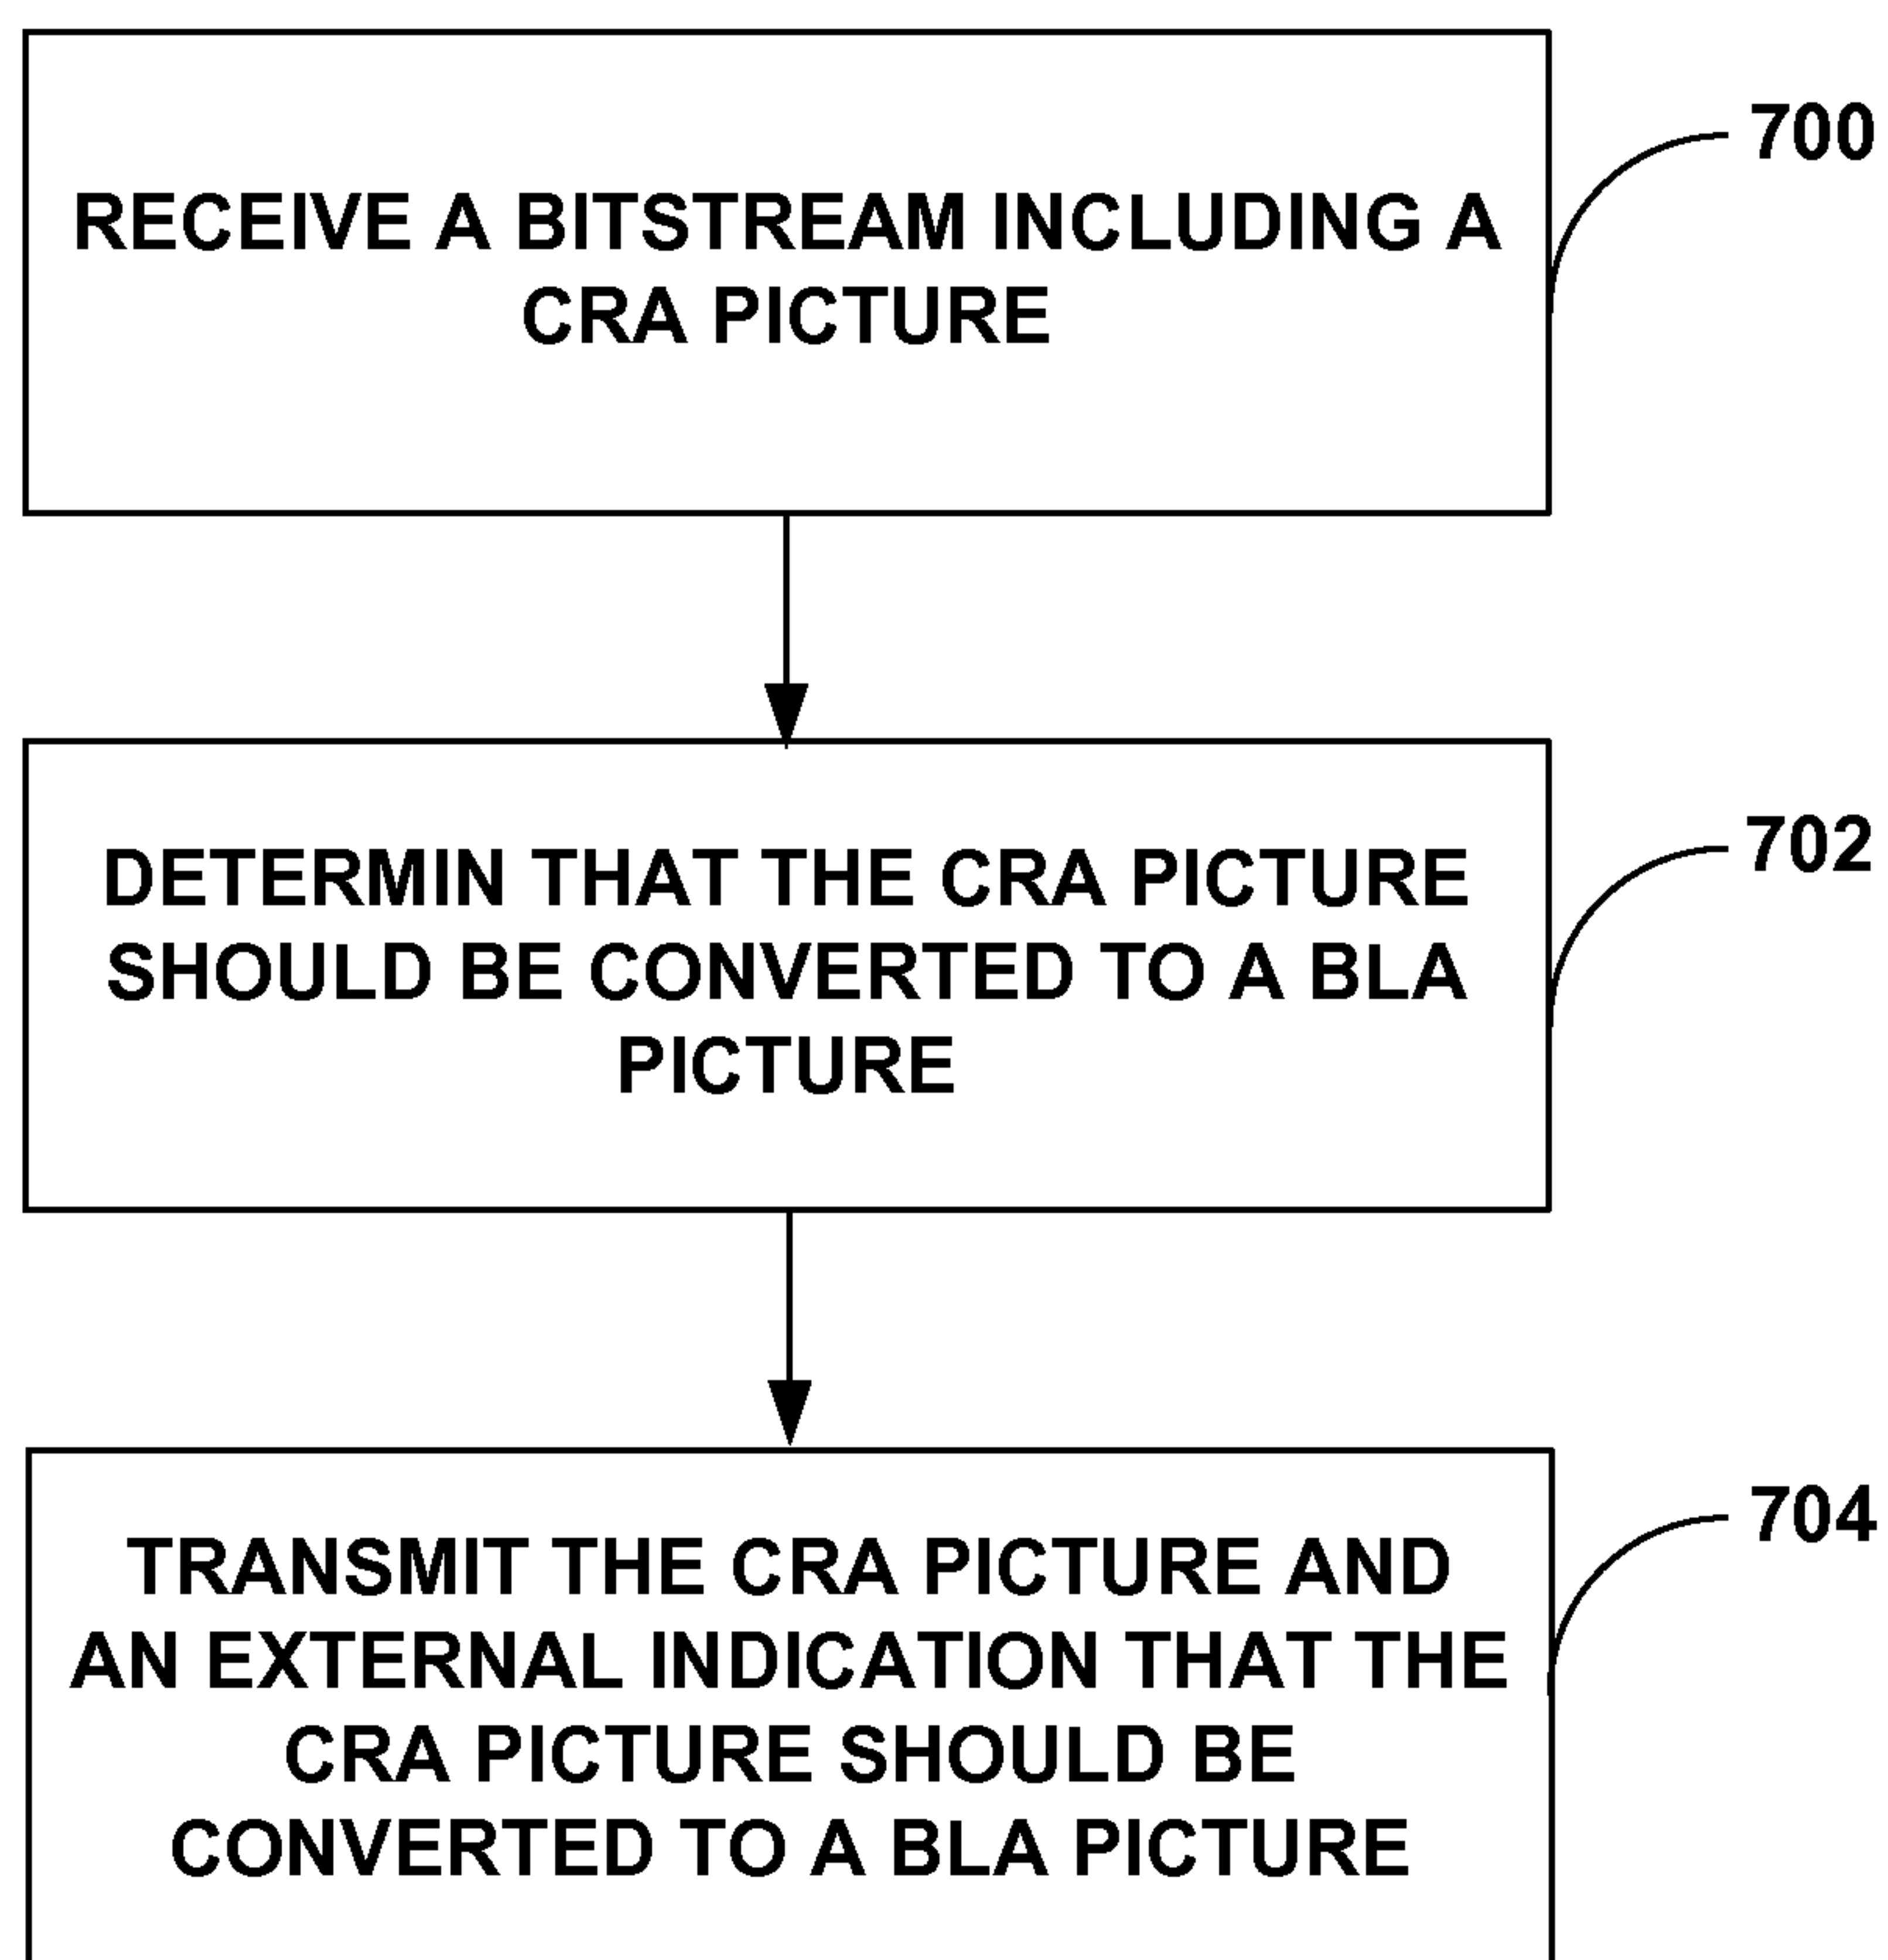 RECEIVE A BITSTREAM INCLUDING A
CRA PICTURE
700
DETERMIN THAT THE CRA PICTURE
SHOULD BE CONVERTED TO A BLA
PICTURE
702
TRANSMIT THE CRA PICTURE AND
AN EXTERNAL INDICATION THAT THE
CRA PICTURE SHOULD BE
CONVERTED TO A BLA PICTURE
704